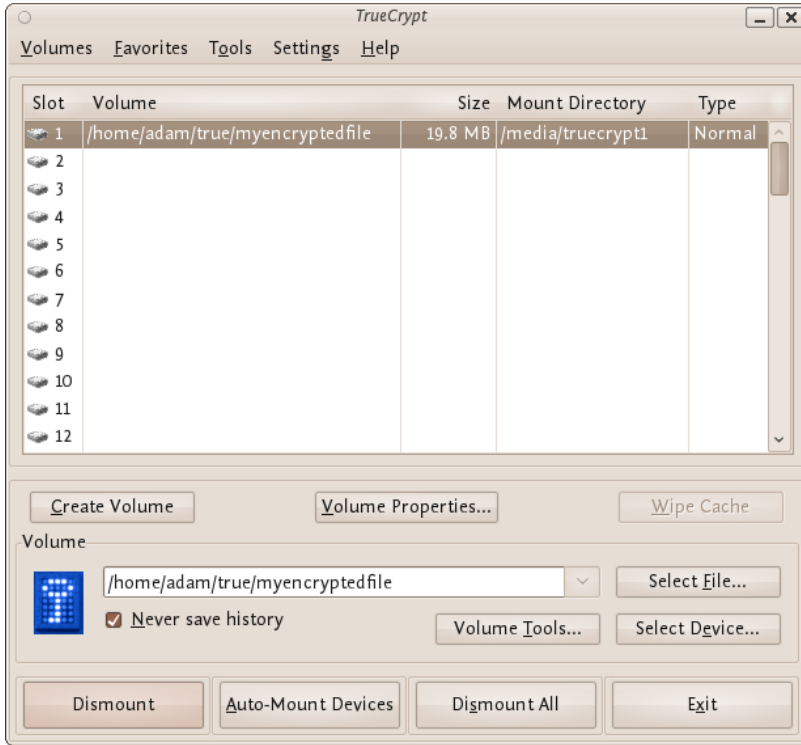 TrueCrypt
Volumes Favorites Tools Settings Help
Slot Volume Size Mount Directory Type
1 /home/adam/true/myencryptedfile 19.8 MB /media/truecrypt1 Normal
2
3
4
5
6
7
8
9
10
11
12
Create Volume Volume Properties... Wipe Cache
Volume
/home/adam/true/myencryptedfile Select File...
Never save history Volume Tools... Select Device...
Dismount Auto-Mount Devices Dismount All Exit